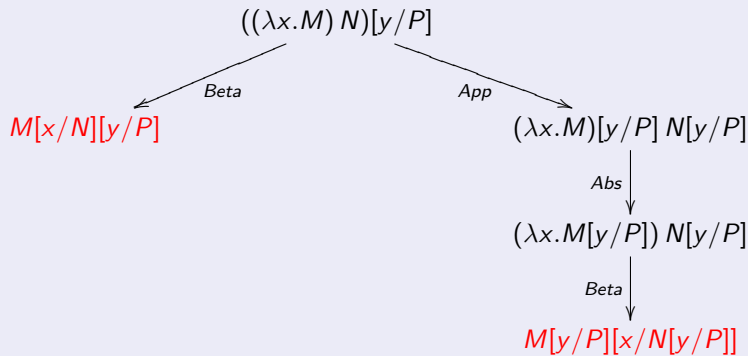 ((λx.M) N)[y/P]
Beta
App
M[x/N][y/P]
(λx.M)[y/P] N[y/P]
Abs
(λx.M[y/P]) N[y/P]
Beta
M[y/P][x/N[y/P]]